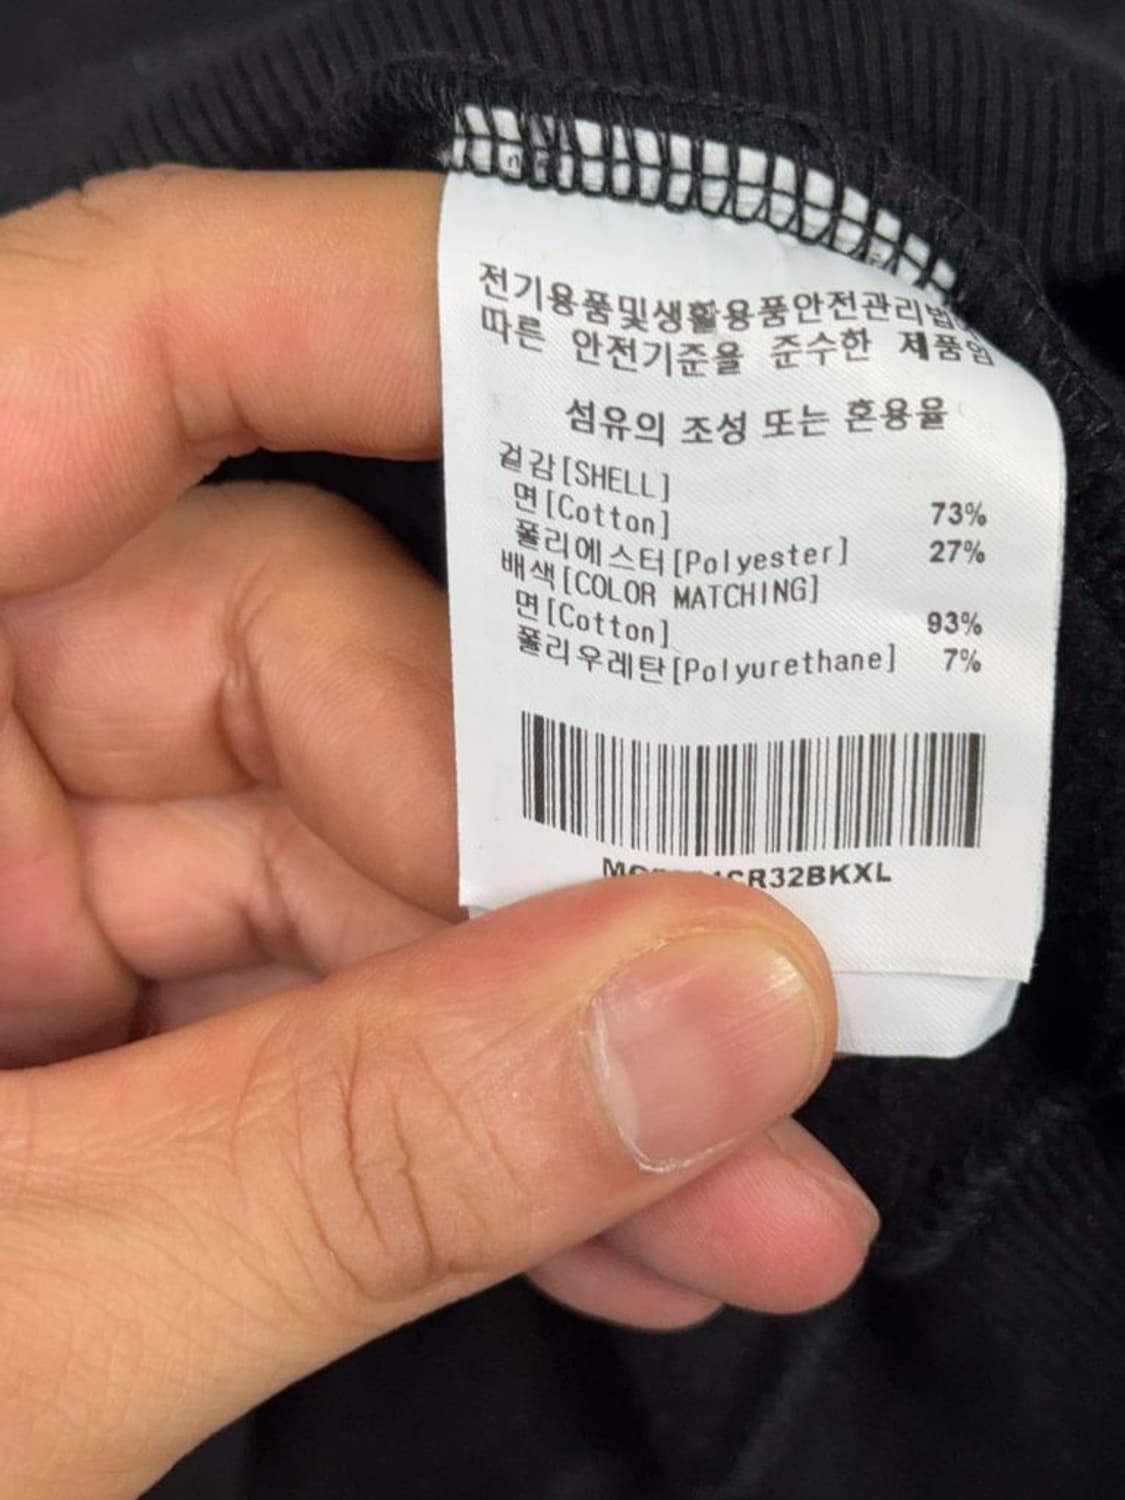 전기용품및생활용품안전관리법
따른 안전기준을 준수한 제품임
섬유의 조성 또는 혼용율
겉감[SHELL]
면[Cotton] 73%
폴리에스터[Polyester] 27%
배색[COLOR MATCHING]
면[Cotton] 93%
폴리우레탄[Polyurethane] 7%